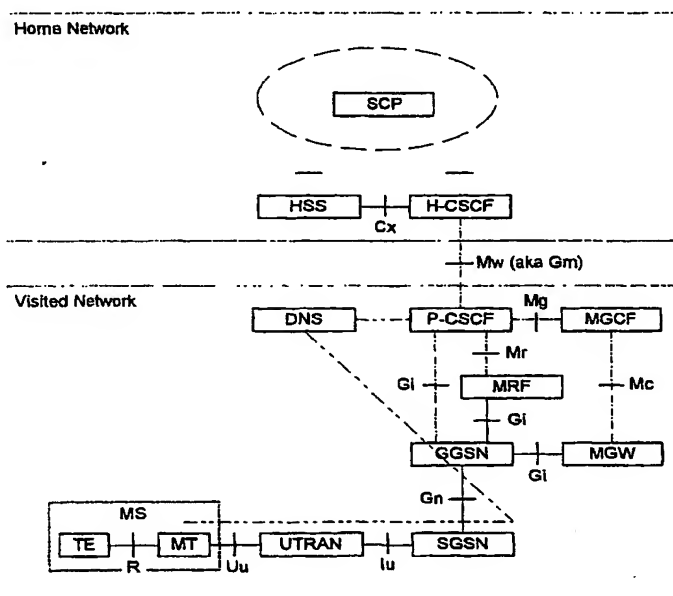 Home Network
SCP
HSS
H-CSCF
Cx
Mw (aka Gm)
Visited Network
Mg
DNS
P-CSCF
MGCF
Mr
Gi
MRF
Mc
Gi
GGSN
MGW
Gi
Gn
MS
TE
MT
UTRAN
SGSN
R
Uu
Iu